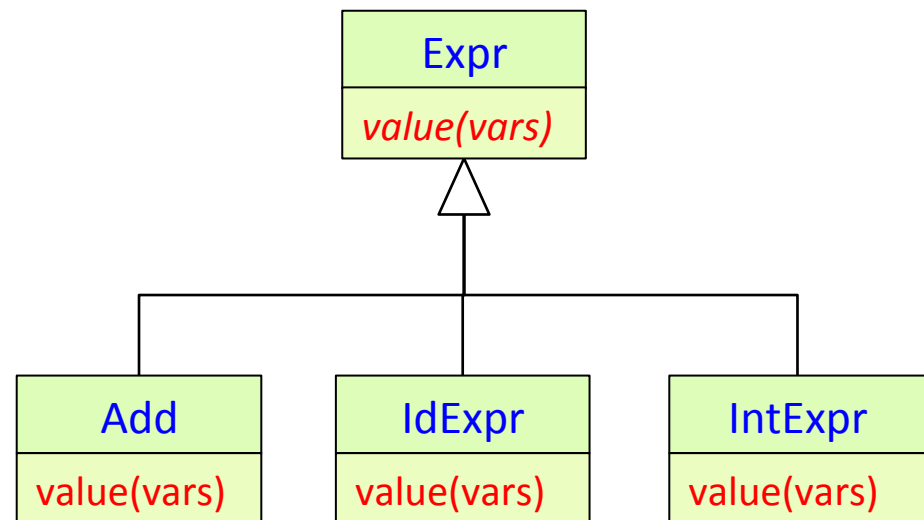 Expr
value(vars)
Add
IdExpr
IntExpr
value(vars)
value(vars)
value(vars)